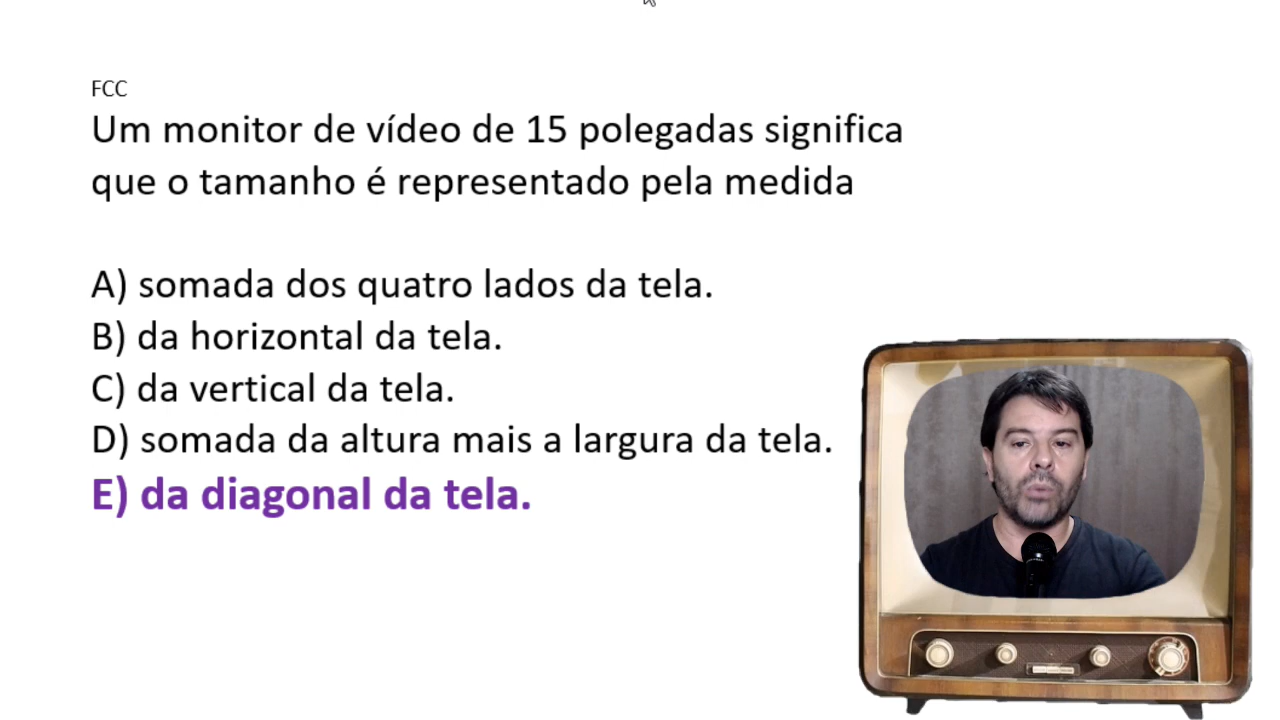 FCC
Um monitor de vídeo de 15 polegadas significa
que o tamanho é representado pela medida
A) somada dos quatro lados da tela.
B) da horizontal da tela.
C) da vertical da tela.
D) somada da altura mais a largura da tela.
E) da diagonal da tela.